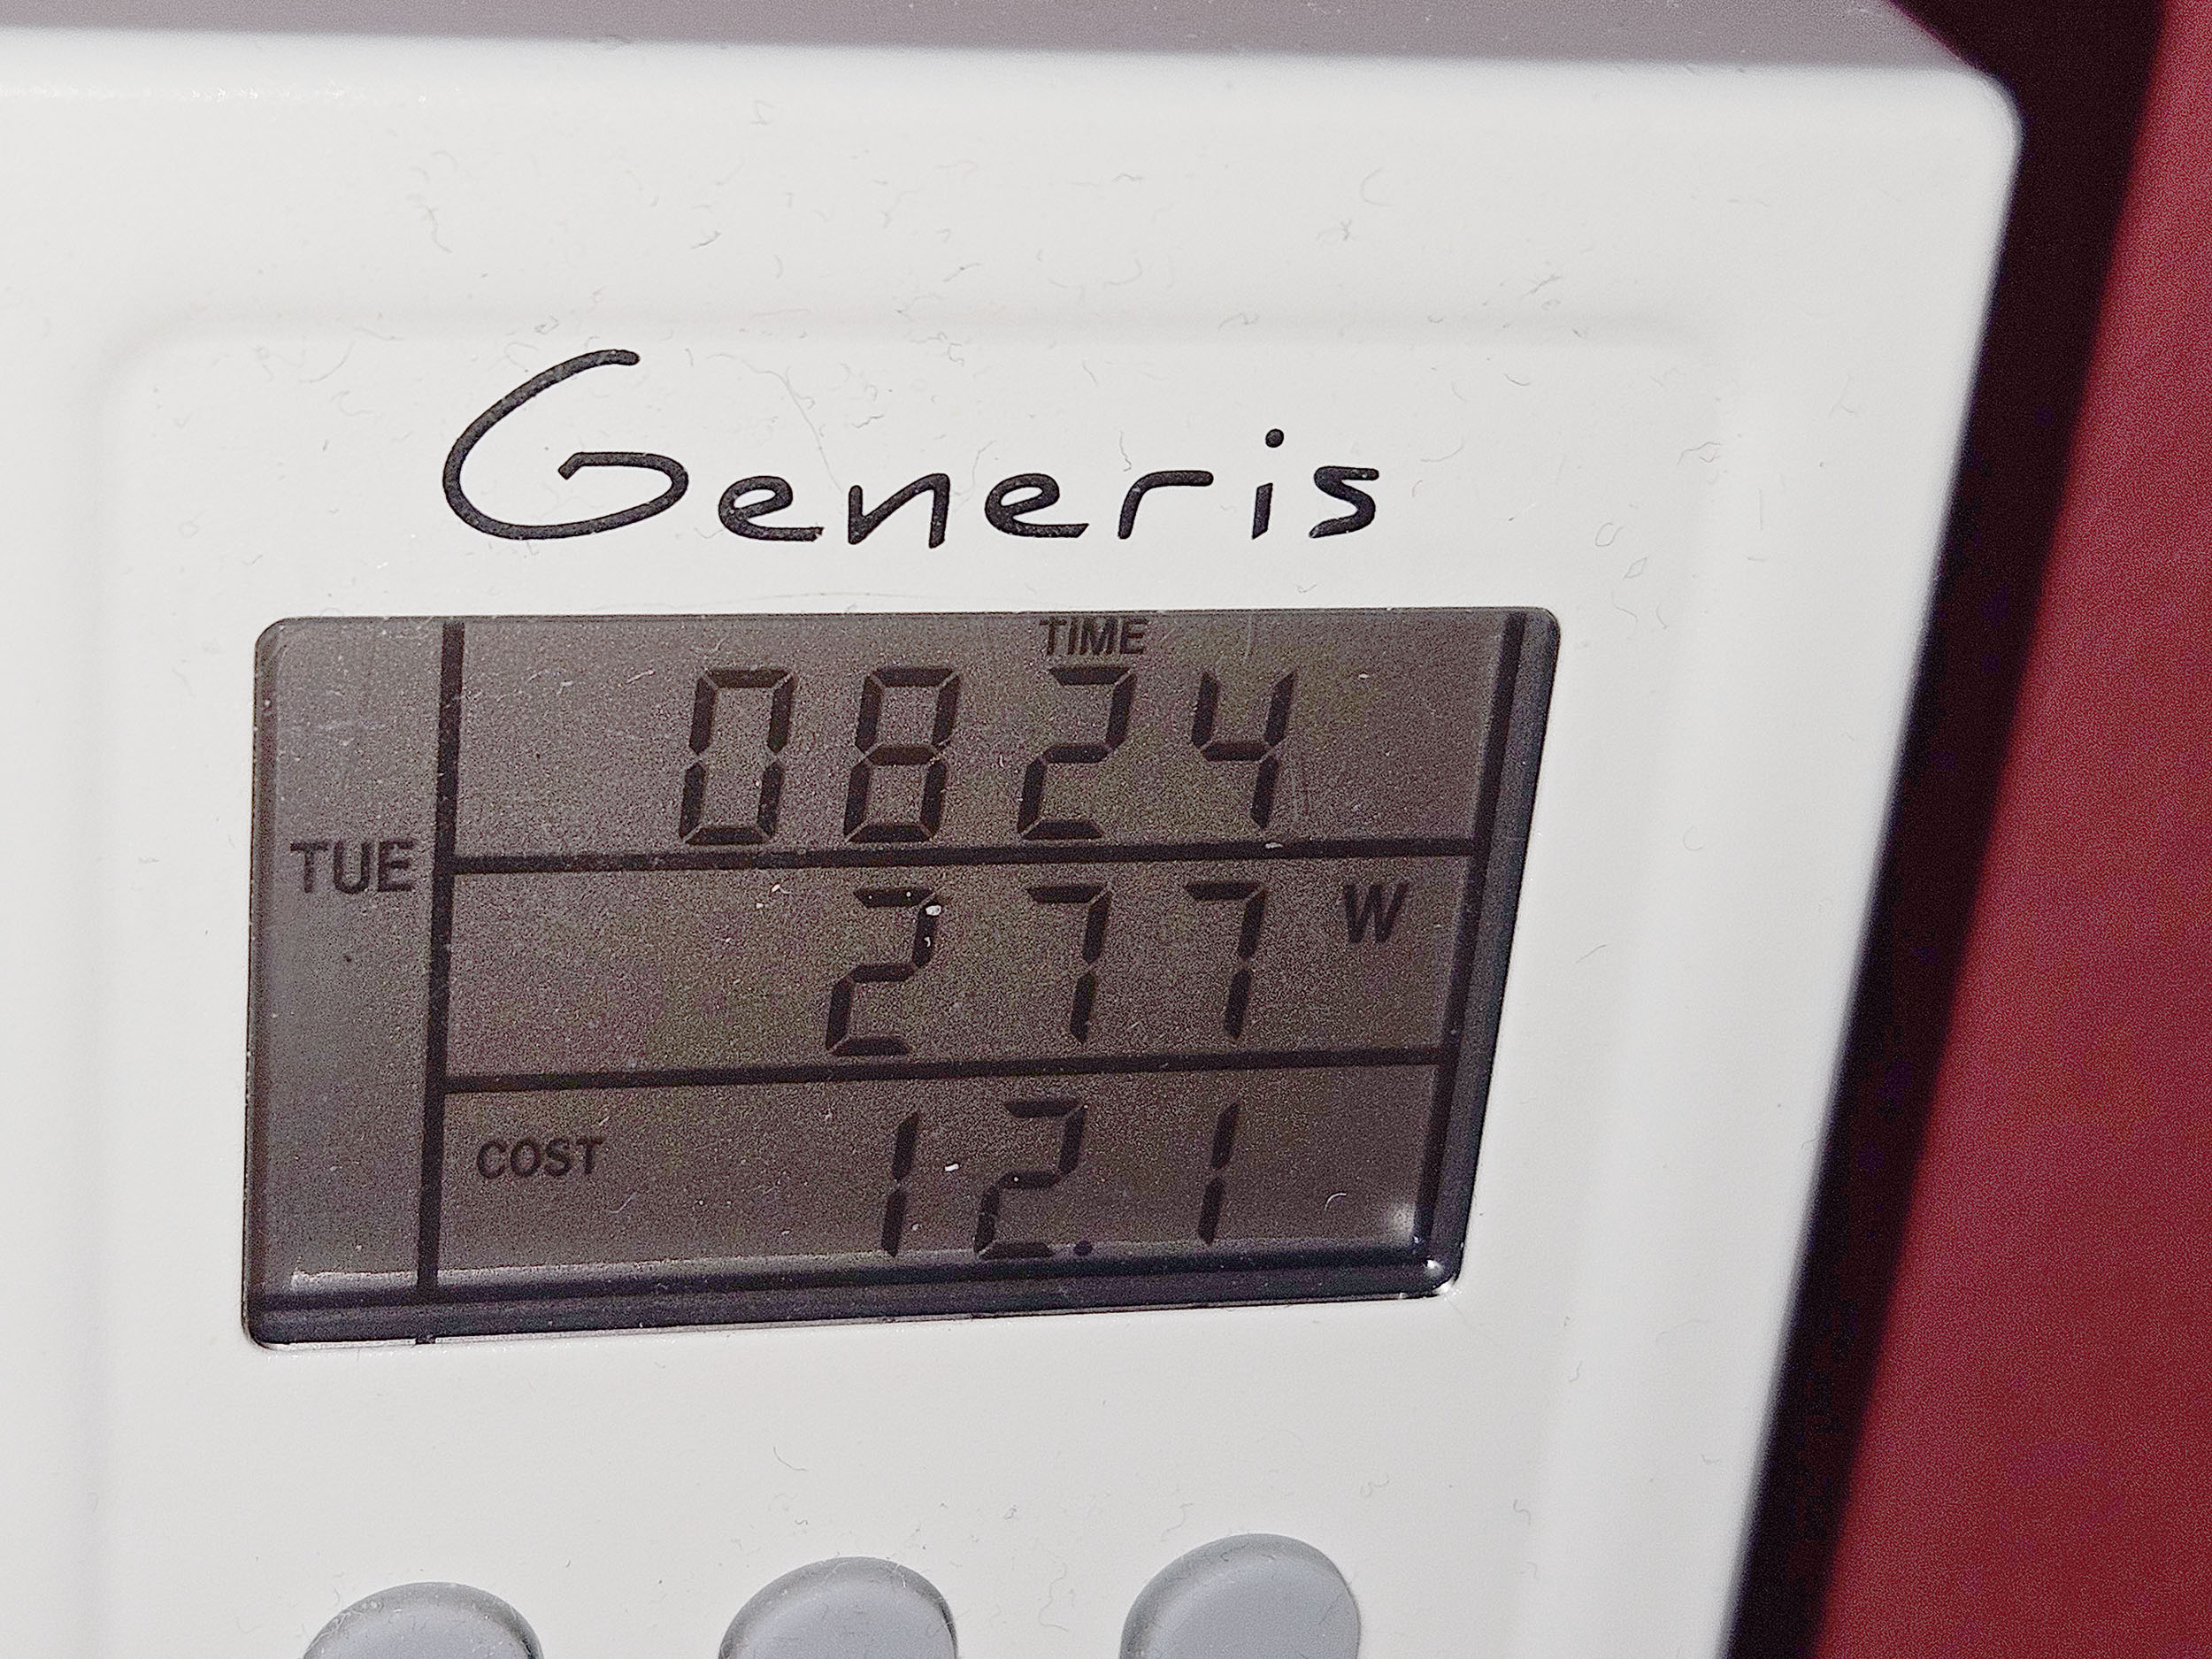 Generis
TIME
0824
TUE
277 W
COST 12.1